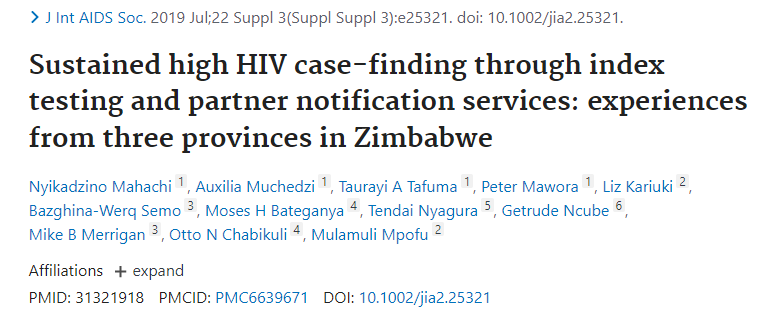 J Int AIDS Soc. 2019 Jul;22 Suppl 3(Suppl Suppl 3):e25321. doi: 10.1002/jia2.25321.
Sustained high HIV case-finding through index
testing and partner notification services: experiences
from three provinces in Zimbabwe
Nyikadzino Mahachi 1, Auxilia Muchedzi 1, Taurayi A Tafuma 1, Peter Mawora 1, Liz Kariuki 2,
Bazghina-Werq Semo 3, Moses H Bateganya 4, Tendai Nyagura 5, Getrude Ncube 6,
Mike B Merrigan 3, Otto N Chabikuli 4, Mulamuli Mpofu 2
Affiliations + expand
PMID: 31321918 PMCID: PMC6639671 DOI: 10.1002/jia2.25321